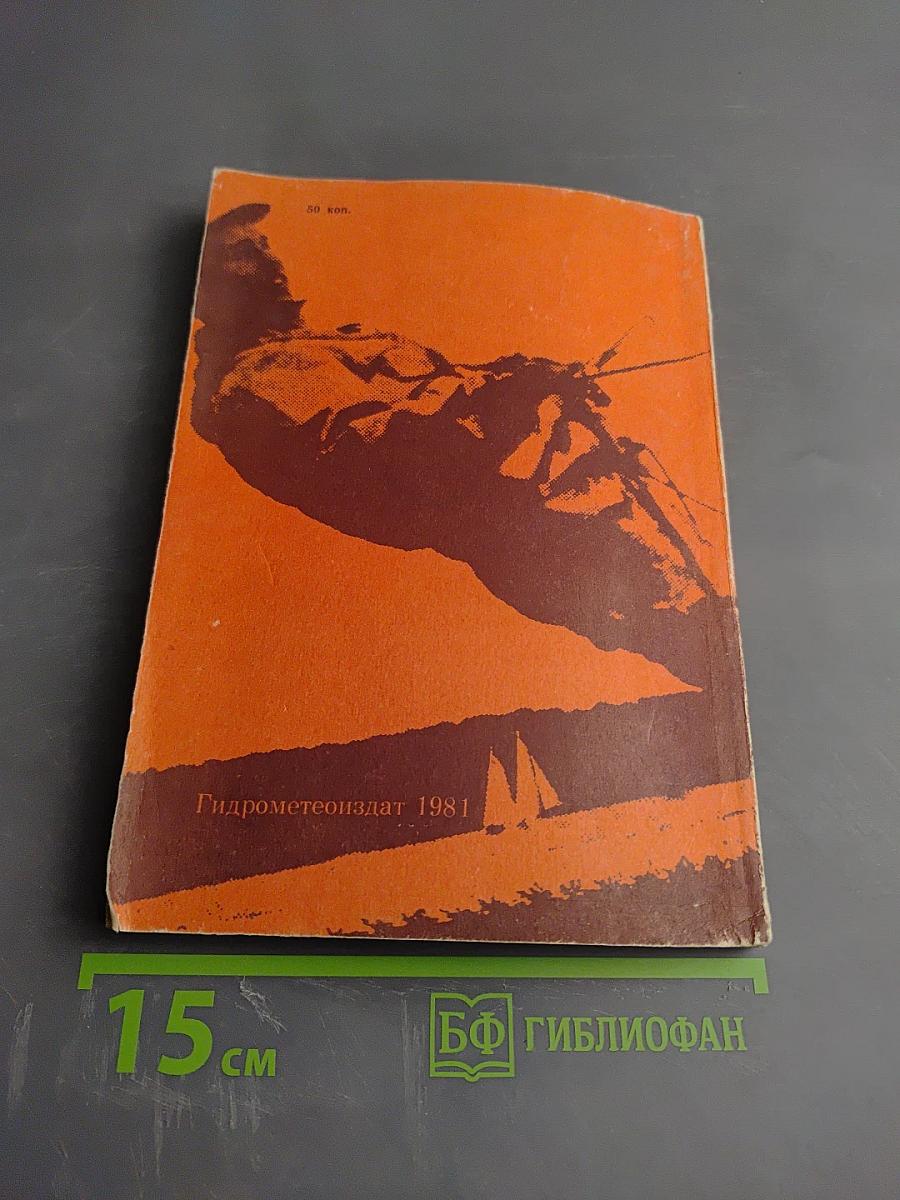 50 коп.
Гидрометеоиздат 1981
15 см
БФ ГИБЛИОФАН